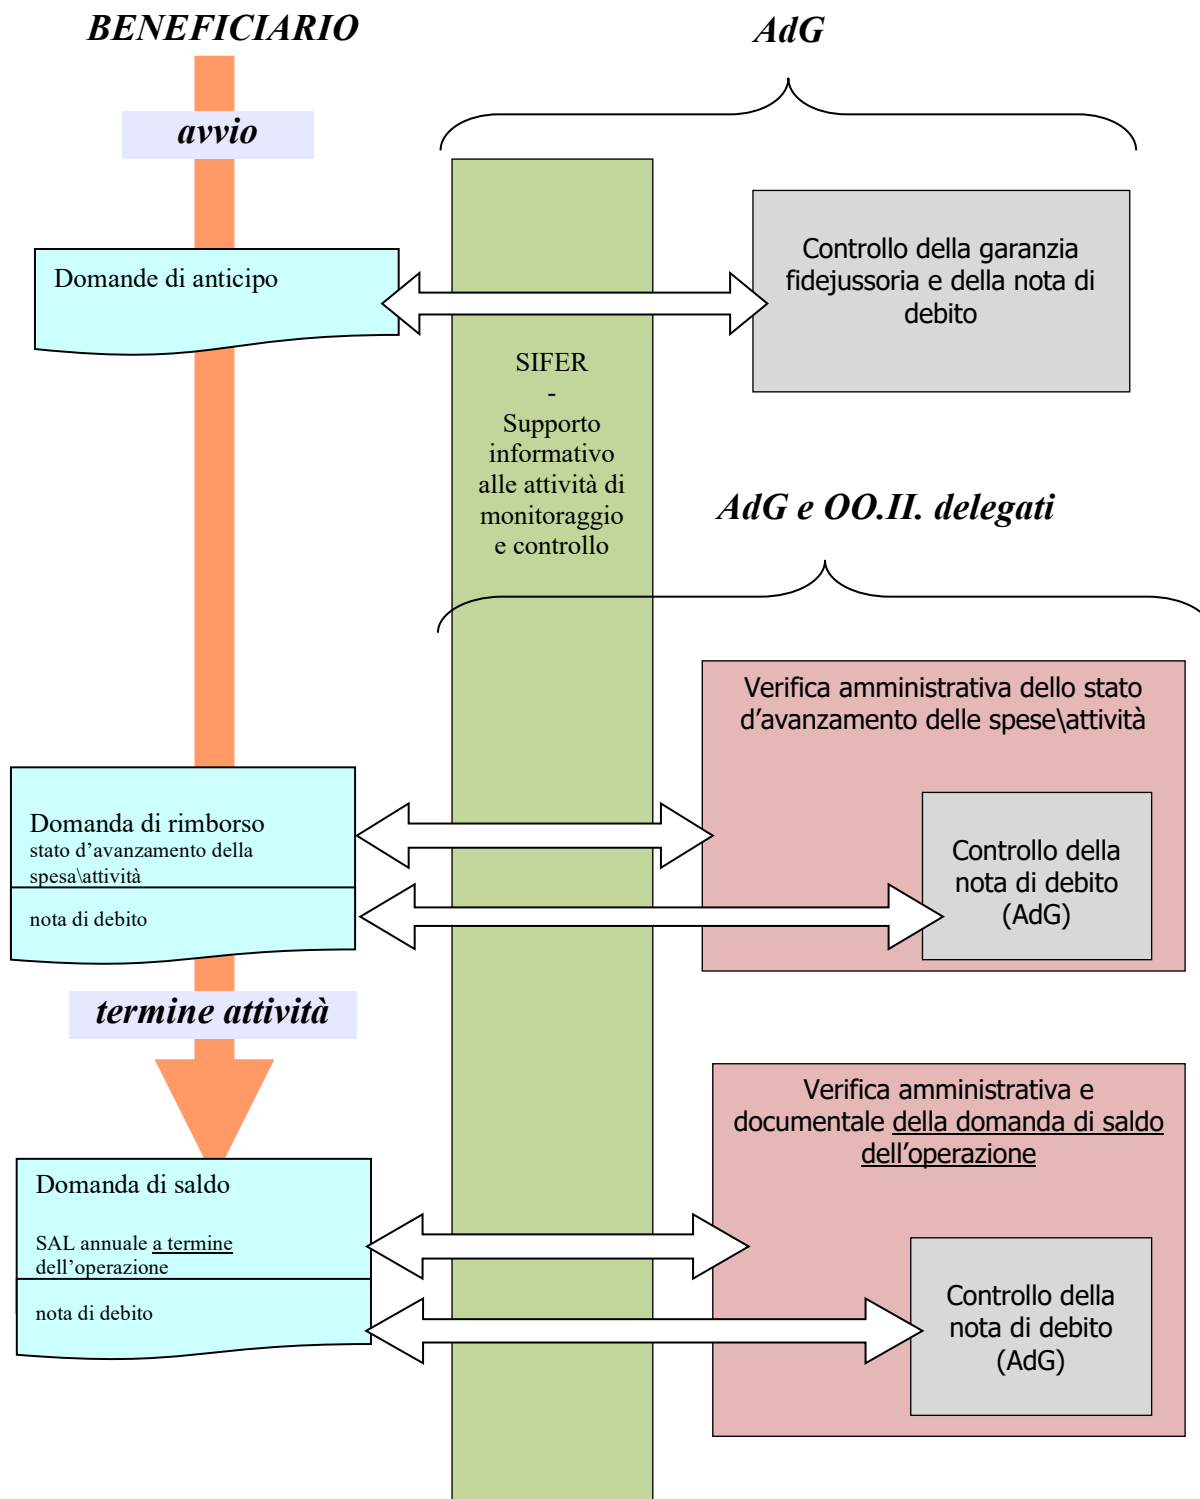 BENEFICIARIO
AdG
avvio
Domande di anticipo
Controllo della garanzia
fidejussoria e della nota di
debito
SIFER
-
Supporto
informativo
alle attività di
monitoraggio
e controllo
AdG e OO.II. delegati
Verifica amministrativa dello stato
d’avanzamento delle spese\attività
Domanda di rimborso
stato d’avanzamento della
spesa\attività
nota di debito
Controllo della
nota di debito
(AdG)
termine attività
Verifica amministrativa e
documentale della domanda di saldo
dell’operazione
Domanda di saldo
SAL annuale a termine
dell’operazione
nota di debito
Controllo della
nota di debito
(AdG)